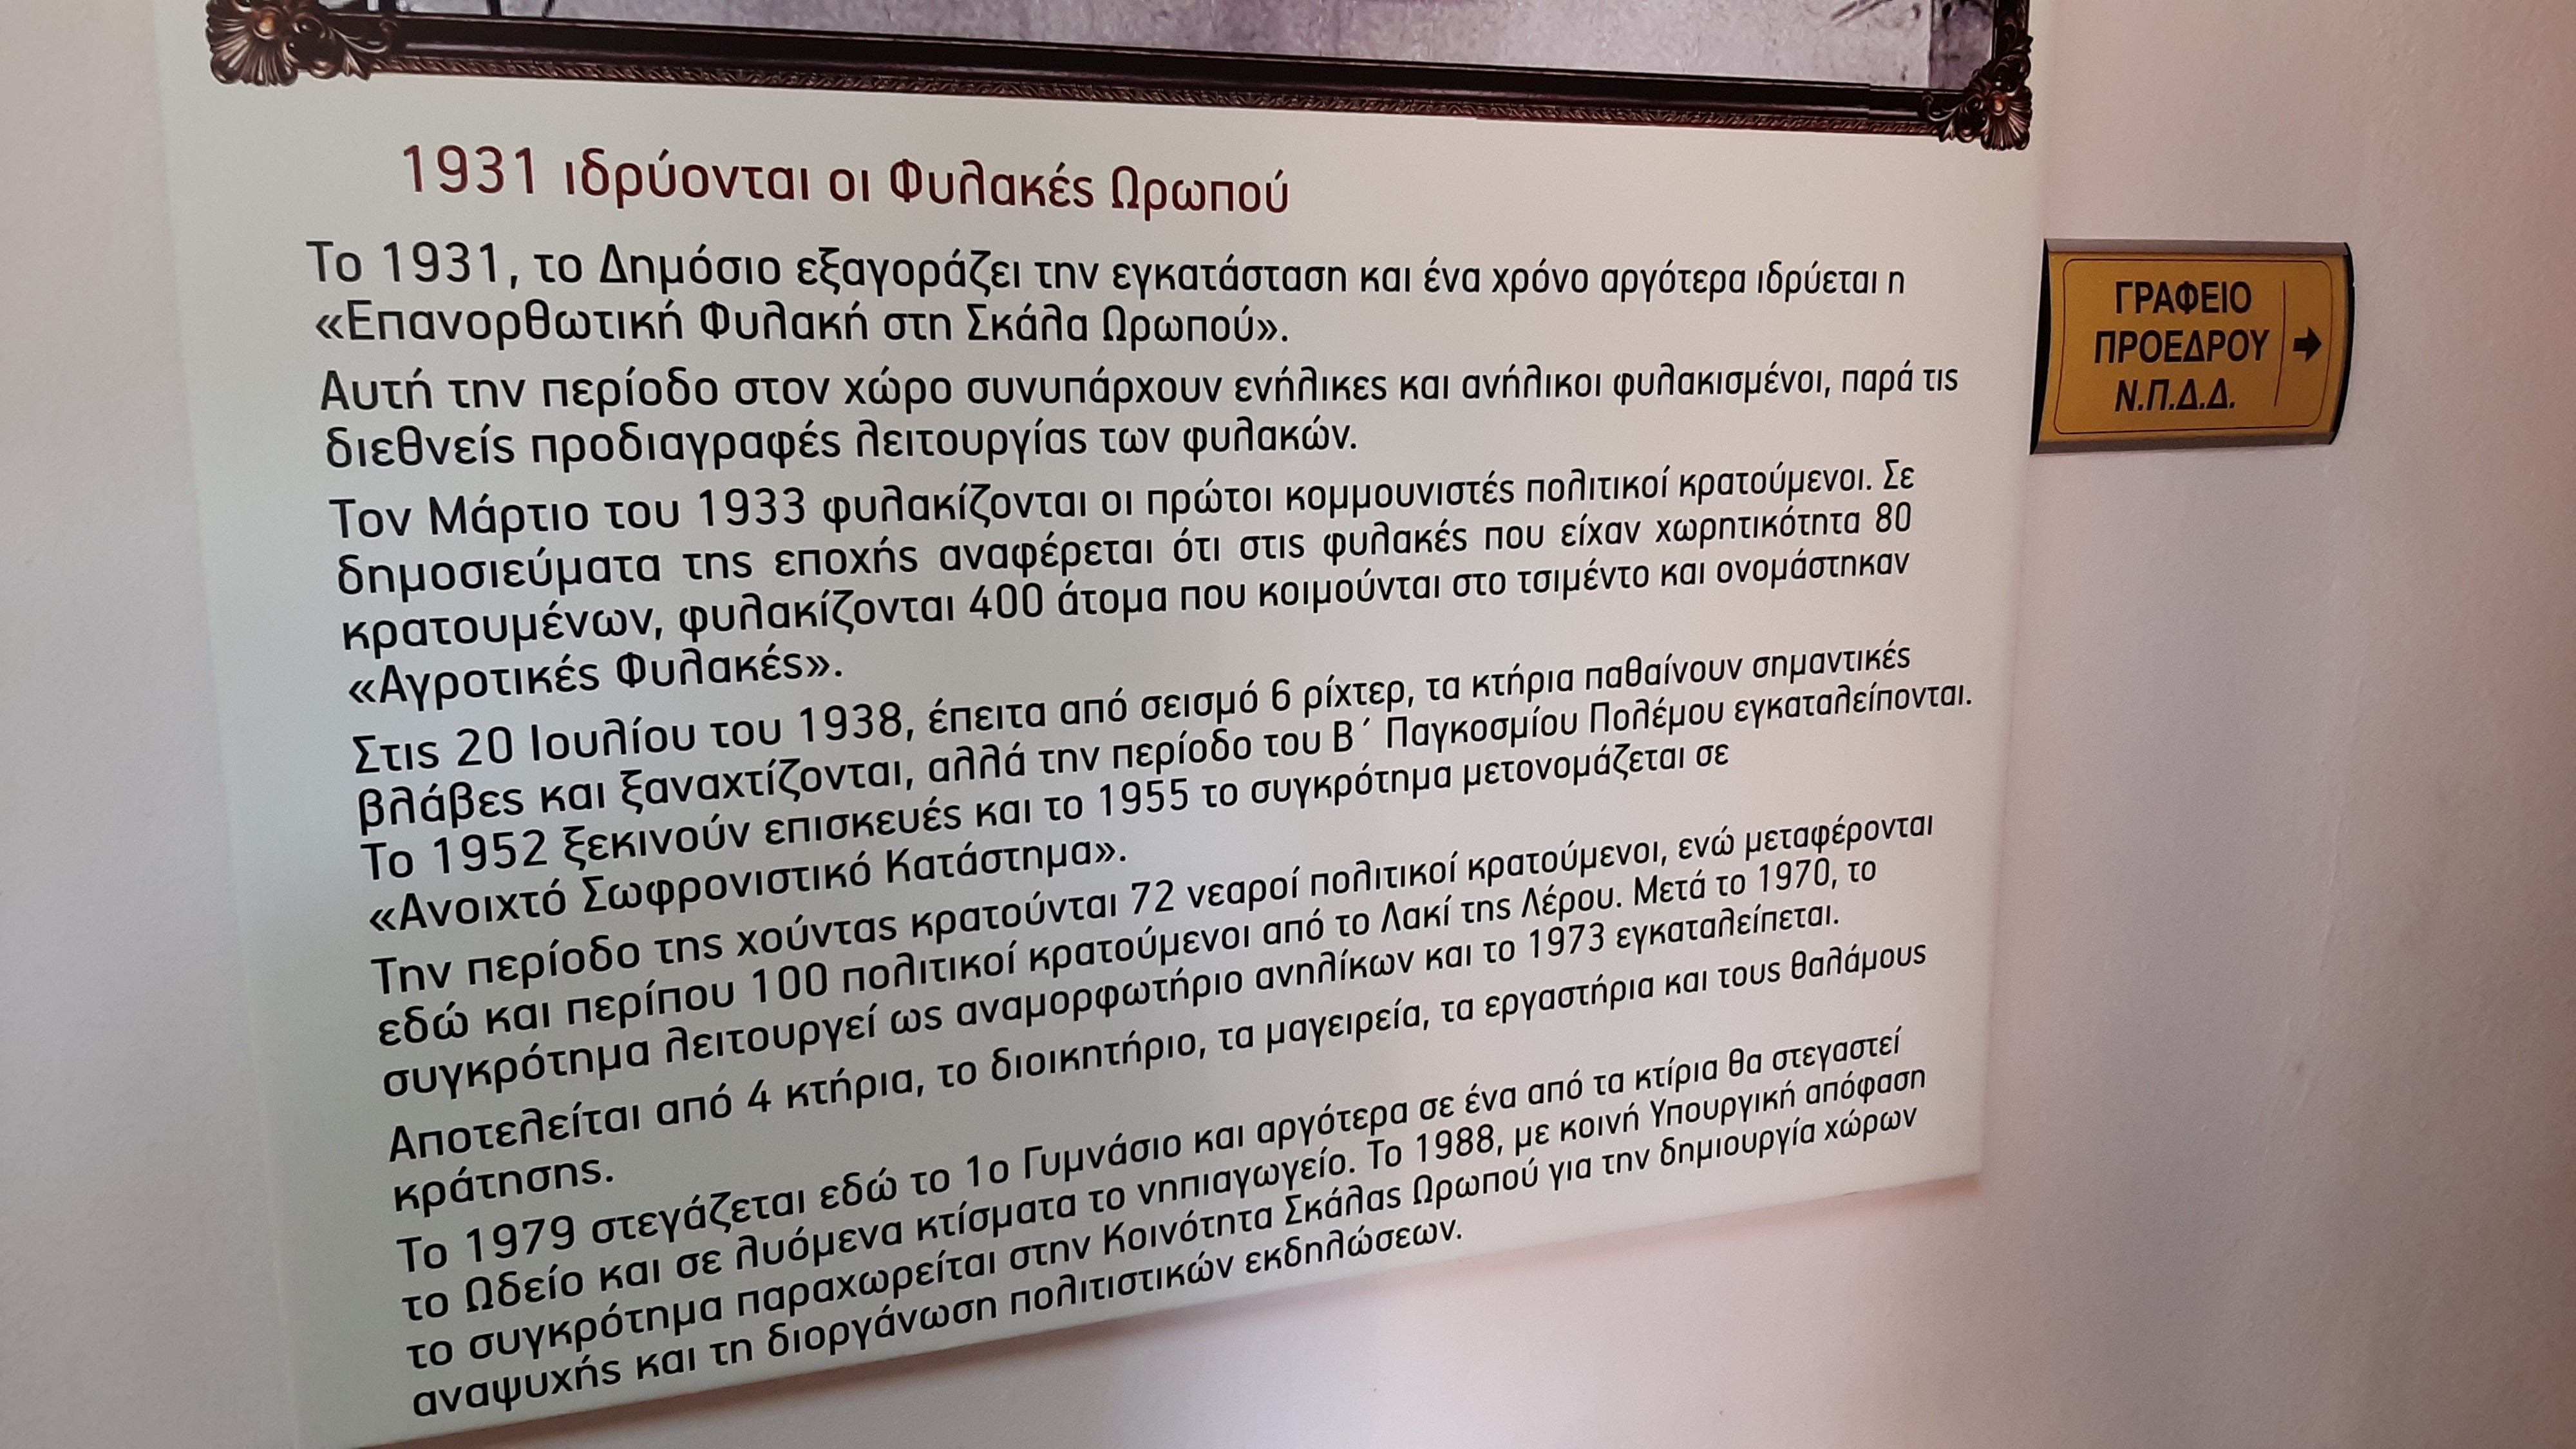 1931 ιδρύονται οι Φυλακές Ωρωπού
Το 1931, το Δημόσιο εξαγοράζει την εγκατάσταση και ένα χρόνο αργότερα ιδρύεται η
«Επανορθωτική Φυλακή στη Σκάλα Ωρωπού».
Αυτή την περίοδο στον χώρο συνυπάρχουν ενήλικες και ανήλικοι φυλακισμένοι, παρά τις
διεθνείς προδιαγραφές λειτουργίας των φυλακών.
Τον Μάρτιο του 1933 φυλακίζονται οι πρώτοι κομμουνιστές πολιτικοί κρατούμενοι. Σε
δημοσιεύματα της εποχής αναφέρεται ότι στις φυλακές που είχαν χωρητικότητα 80
κρατουμένων, φυλακίζονται 400 άτομα που κοιμούνται στο τσιμέντο και ονομάστηκαν
«Αγροτικές Φυλακές».
Στις 20 Ιουλίου του 1938, έπειτα από σεισμό 6 ρίχτερ, τα κτήρια παθαίνουν σημαντικές
βλάβες και ξαναχτίζονται, αλλά την περίοδο του Β΄ Παγκοσμίου Πολέμου εγκαταλείπονται.
Το 1952 ξεκινούν επισκευές και το 1955 το συγκρότημα μετονομάζεται σε
«Ανοιχτό Σωφρονιστικό Κατάστημα».
Την περίοδο της χούντας κρατούνται 72 νεαροί πολιτικοί κρατούμενοι, ενώ μεταφέρονται
εδώ και περίπου 100 πολιτικοί κρατούμενοι από το Λακί της Λέρου. Μετά το 1970, το
συγκρότημα λειτουργεί ως αναμορφωτήριο ανηλίκων και το 1973 εγκαταλείπεται.
Αποτελείται από 4 κτήρια, το διοικητήριο, τα μαγειρεία, τα εργαστήρια και τους θαλάμους
κράτησης.
Το 1979 στεγάζεται εδώ το 1ο Γυμνάσιο και αργότερα σε ένα από τα κτίρια θα στεγαστεί
το Ωδείο και σε λυόμενα κτίσματα το νηπιαγωγείο. Το 1988, με κοινή Υπουργική απόφαση
το συγκρότημα παραχωρείται στην Κοινότητα Σκάλας Ωρωπού για την δημιουργία χώρων
αναψυχής και τη διοργάνωση πολιτιστικών εκδηλώσεων.
ΓΡΑΦΕΙΟ
ΠΡΟΕΔΡΟΥ
Ν.Π.Δ.Δ.